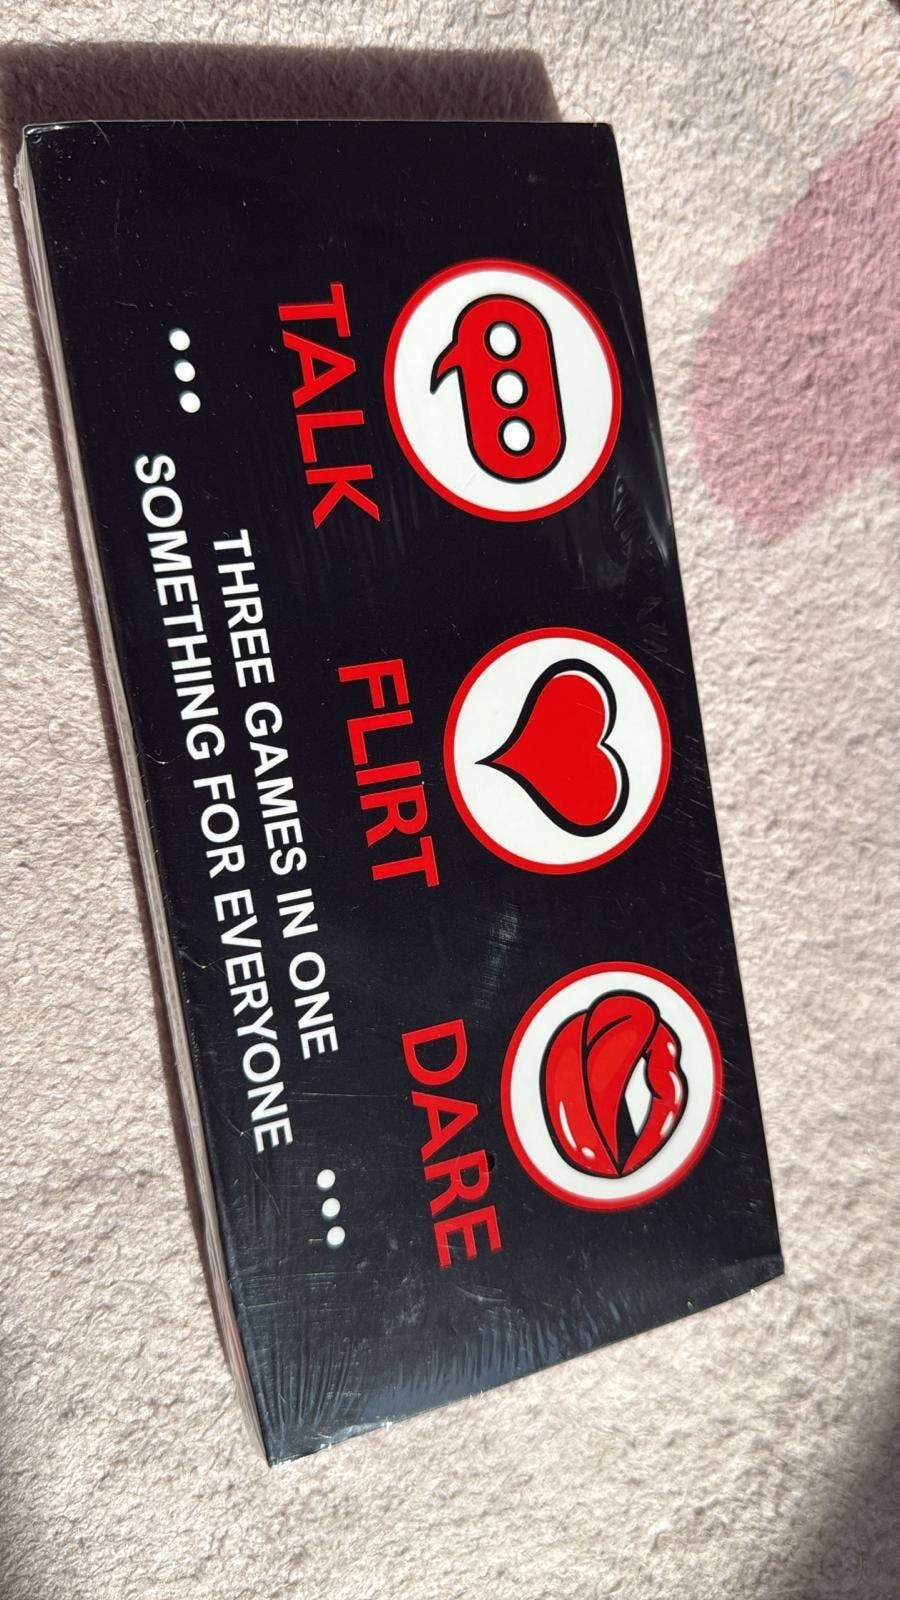 TALK FLIRT DARE
THREE GAMES IN ONE
... SOMETHING FOR EVERYONE ...